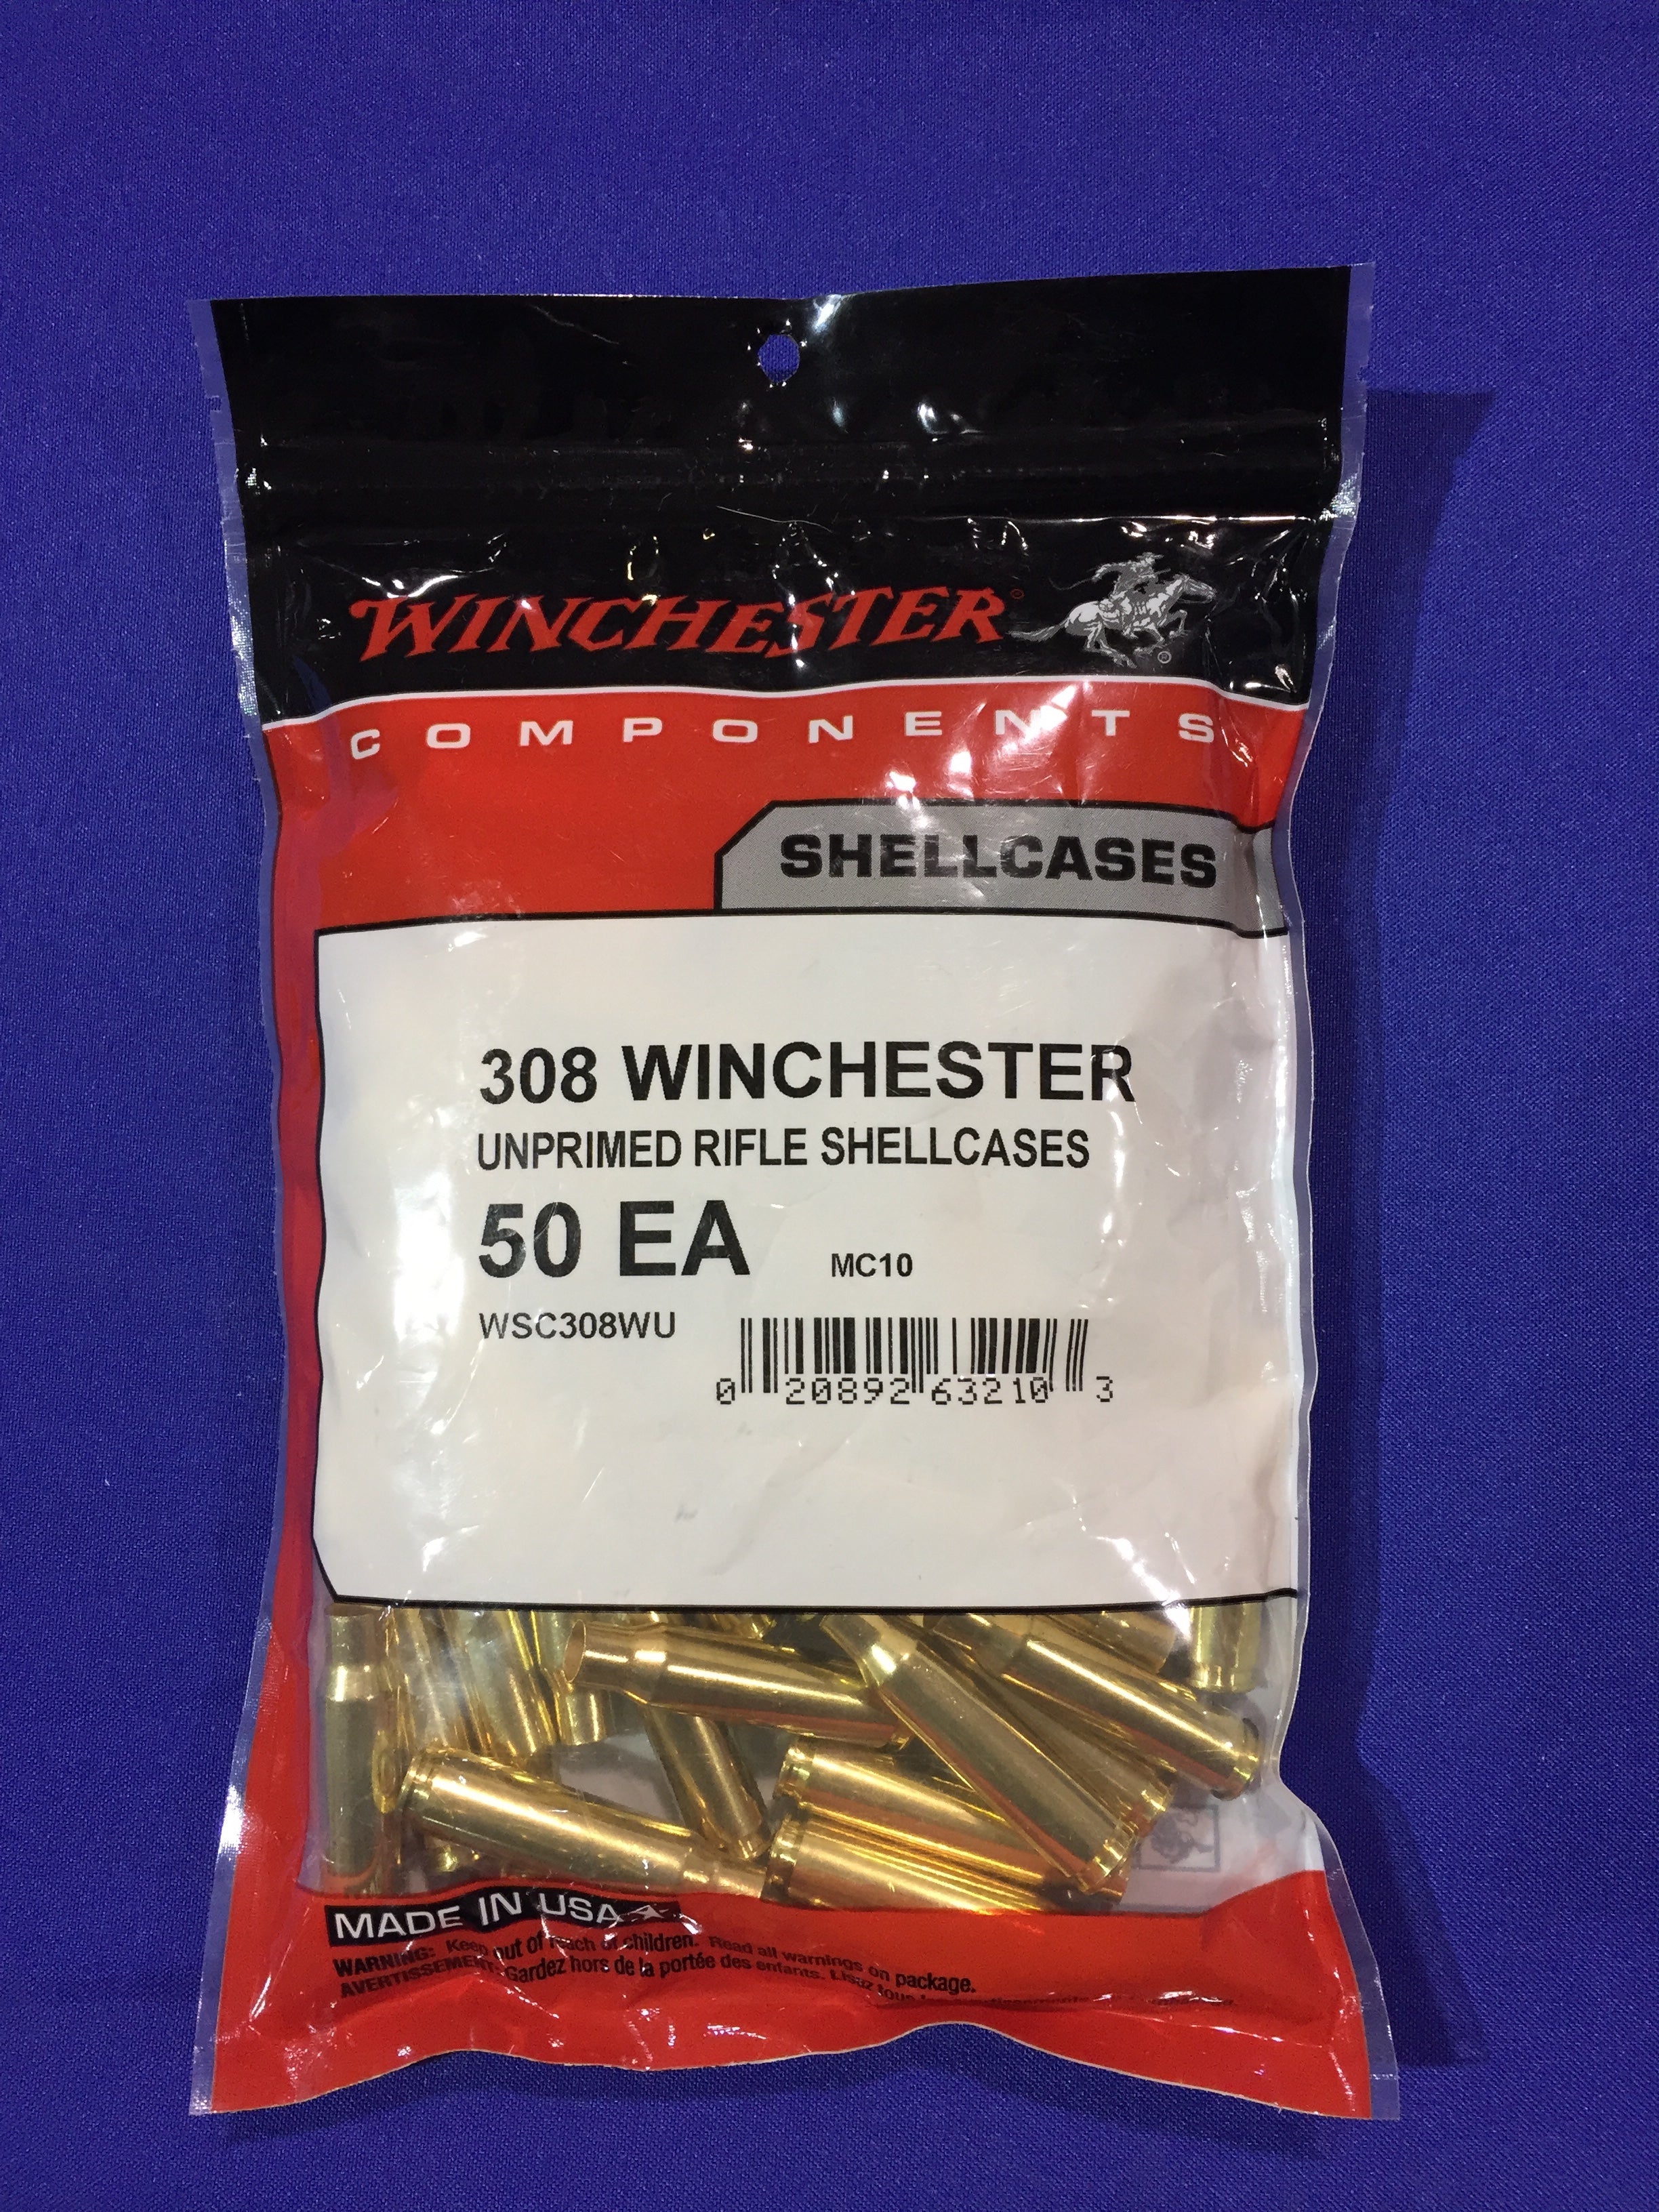 WINCHESTER®
COMPONENTS
SHELLCASES
308 WINCHESTER
UNPRIMED RIFLE SHELLCASES
50 EA MC10
WSC308WU
0 20892 63210 3
MADE IN USA
WARNING: Keep out of reach of children. Read all warnings on package.
AVERTISSEMENT: Gardez hors de la portée des enfants. Lisez tous